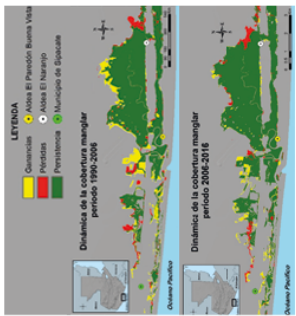 LEYENDA
Ganancias
Pérdidas
Persistencia
Aldea El Paredón Buena Vista
Aldea El Naranjo
Municipio de Sipacate
Dinámica de la cobertura manglar
período 1990-2006
Océano Pacífico
Dinámica de la cobertura manglar
período 2006-2016
Océano Pacífico